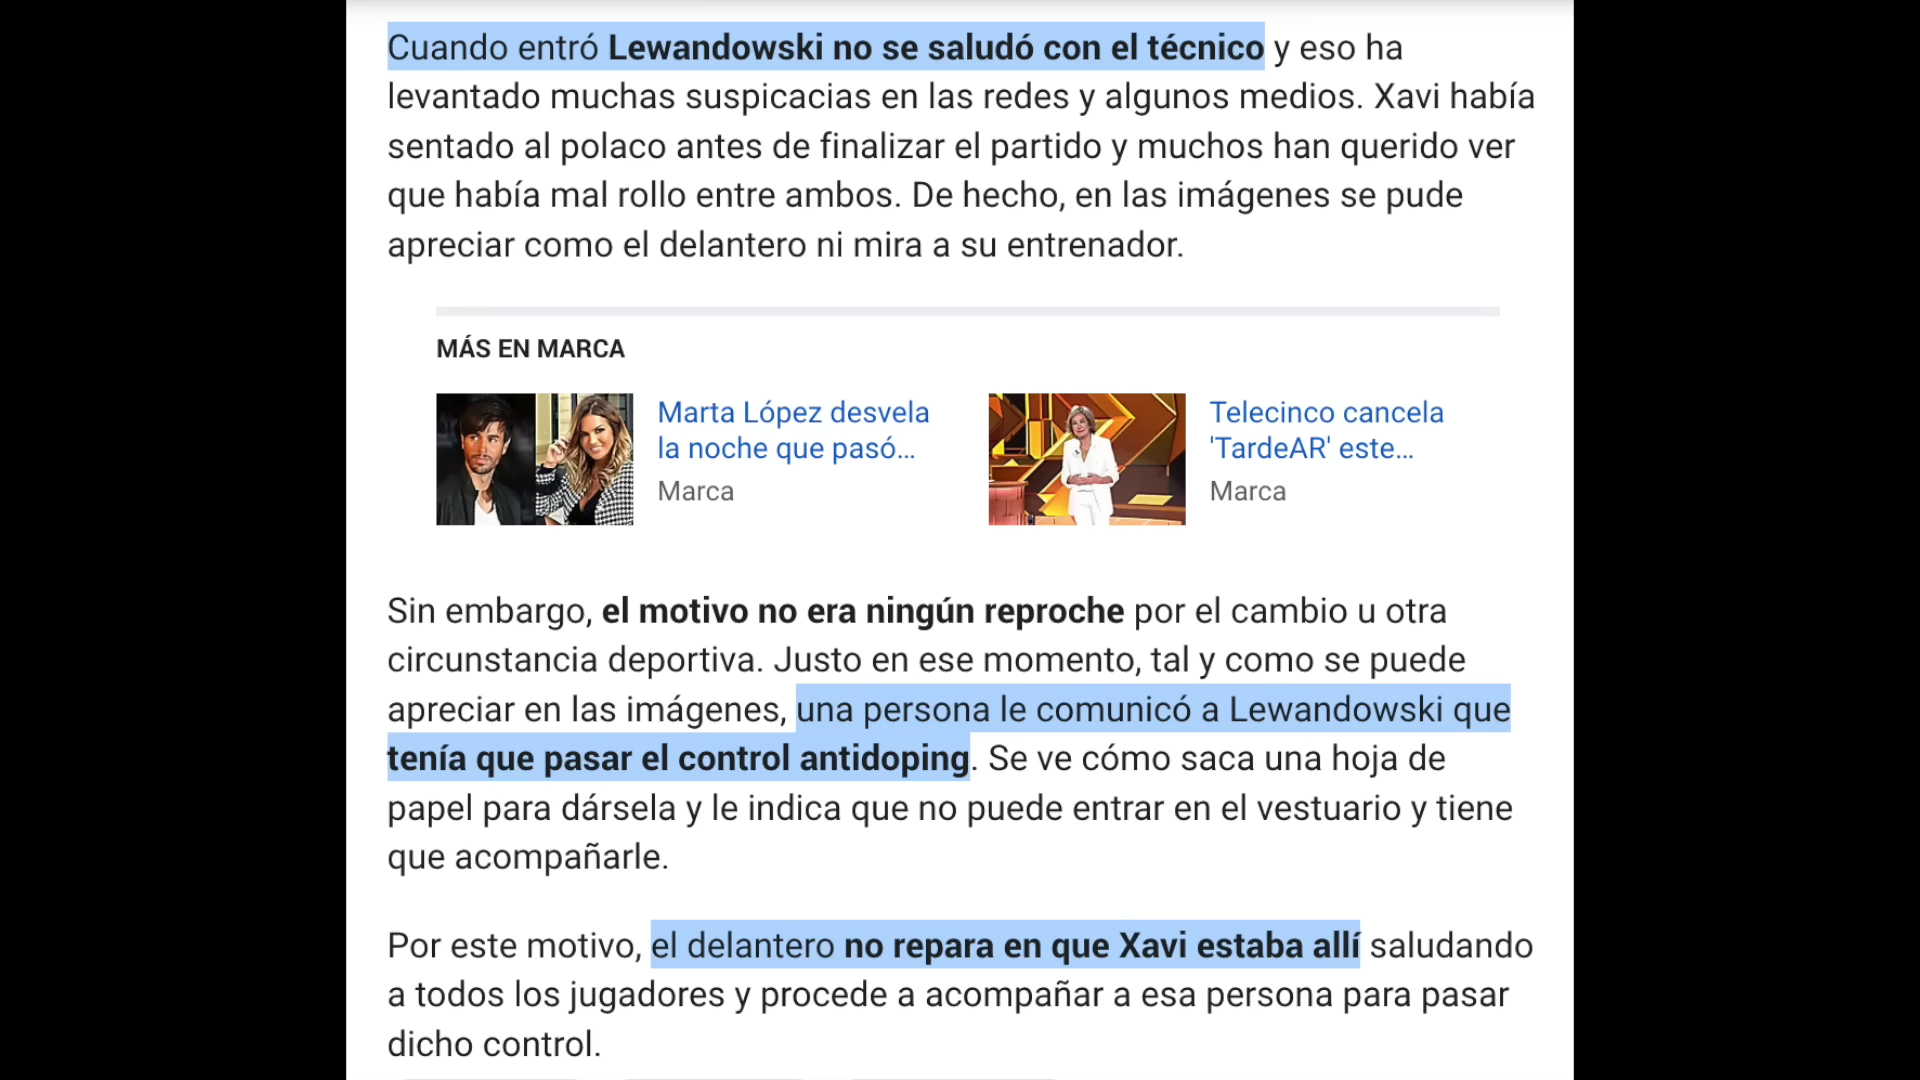 Cuando entró Lewandowski no se saludó con el técnico y eso ha
levantado muchas suspicacias en las redes y algunos medios. Xavi había
sentado al polaco antes de finalizar el partido y muchos han querido ver
que había mal rollo entre ambos. De hecho, en las imágenes se pude
apreciar como el delantero ni mira a su entrenador.
MÁS EN MARCA
Marta López desvela
la noche que pasó...
Marca
Telecinco cancela
'TardeAR' este...
Marca
Sin embargo, el motivo no era ningún reproche por el cambio u otra
circunstancia deportiva. Justo en ese momento, tal y como se puede
apreciar en las imágenes, una persona le comunicó a Lewandowski que
tenía que pasar el control antidoping. Se ve cómo saca una hoja de
papel para dársela y le indica que no puede entrar en el vestuario y tiene
que acompañarle.
Por este motivo, el delantero no repara en que Xavi estaba allí saludando
a todos los jugadores y procede a acompañar a esa persona para pasar
dicho control.